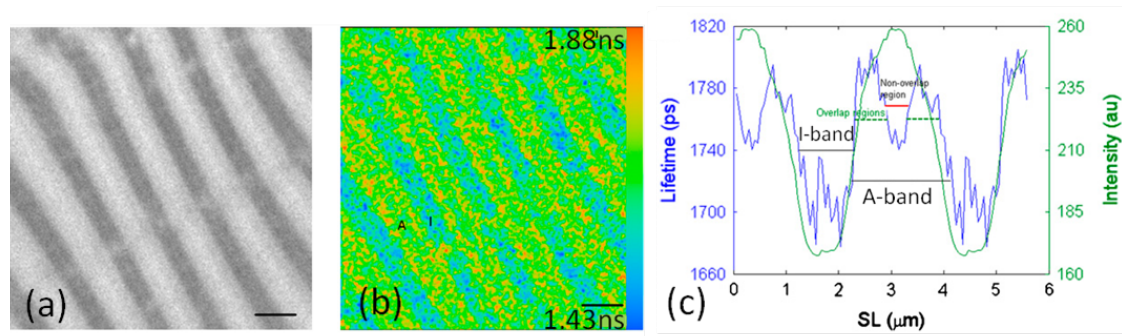 (a)
1.88ns
A
I
1.43ns
(b)
1820
1790
1740
1700
1660
Lifetime (ps)
260
235
210
185
160
Intensity (au)
Non-overlap
region
Overlap regions
I-band
A-band
0
1
2
3
4
5
6
SL (μm)
(c)